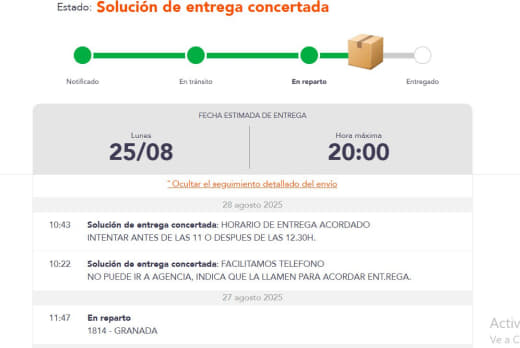 Estado: Solución de entrega concertada
Notificado
En tránsito
En reparto
Entregado
FECHA ESTIMADA DE ENTREGA
Lunes
25/08
Hora máxima
20:00
ˆOcultar el seguimiento detallado del envío
28 agosto 2025
10:43 Solución de entrega concertada: HORARIO DE ENTREGA ACORDADO
INTENTAR ANTES DE LAS 11 O DESPUES DE LAS 12.30H.
10:22 Solución de entrega concertada: FACILITAMOS TELEFONO
NO PUEDE IR A AGENCIA, INDICA QUE LA LLAMEN PARA ACORDAR ENT.REGA.
27 agosto 2025
11:47 En reparto
1814 - GRANADA
Activ
Ve a C